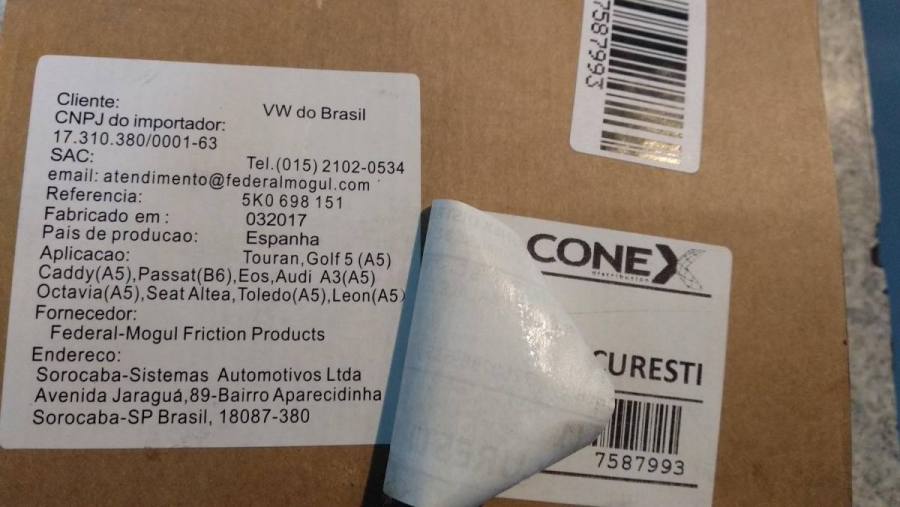 Cliente: VW do Brasil
CNPJ do importador:
17.310.380/0001-63
SAC: Tel.(015) 2102-0534
email: atendimento@federalmogul.com
Referencia: 5K0 698 151
Fabricado em : 032017
Pais de producao: Espanha
Aplicacao: Touran,Golf 5 (A5)
Caddy(A5),Passat(B6),Eos,Audi A3(A5)
Octavia(A5),Seat Altea,Toledo(A5),Leon(A5)
Fornecedor:
Federal-Mogul Friction Products
Endereco:
Sorocaba-Sistemas Automotivos Ltda
Avenida Jaraguá,89-Bairro Aparecidinha
Sorocaba-SP Brasil, 18087-380
7587993
CONEX
distribution
CURESTI
7587993